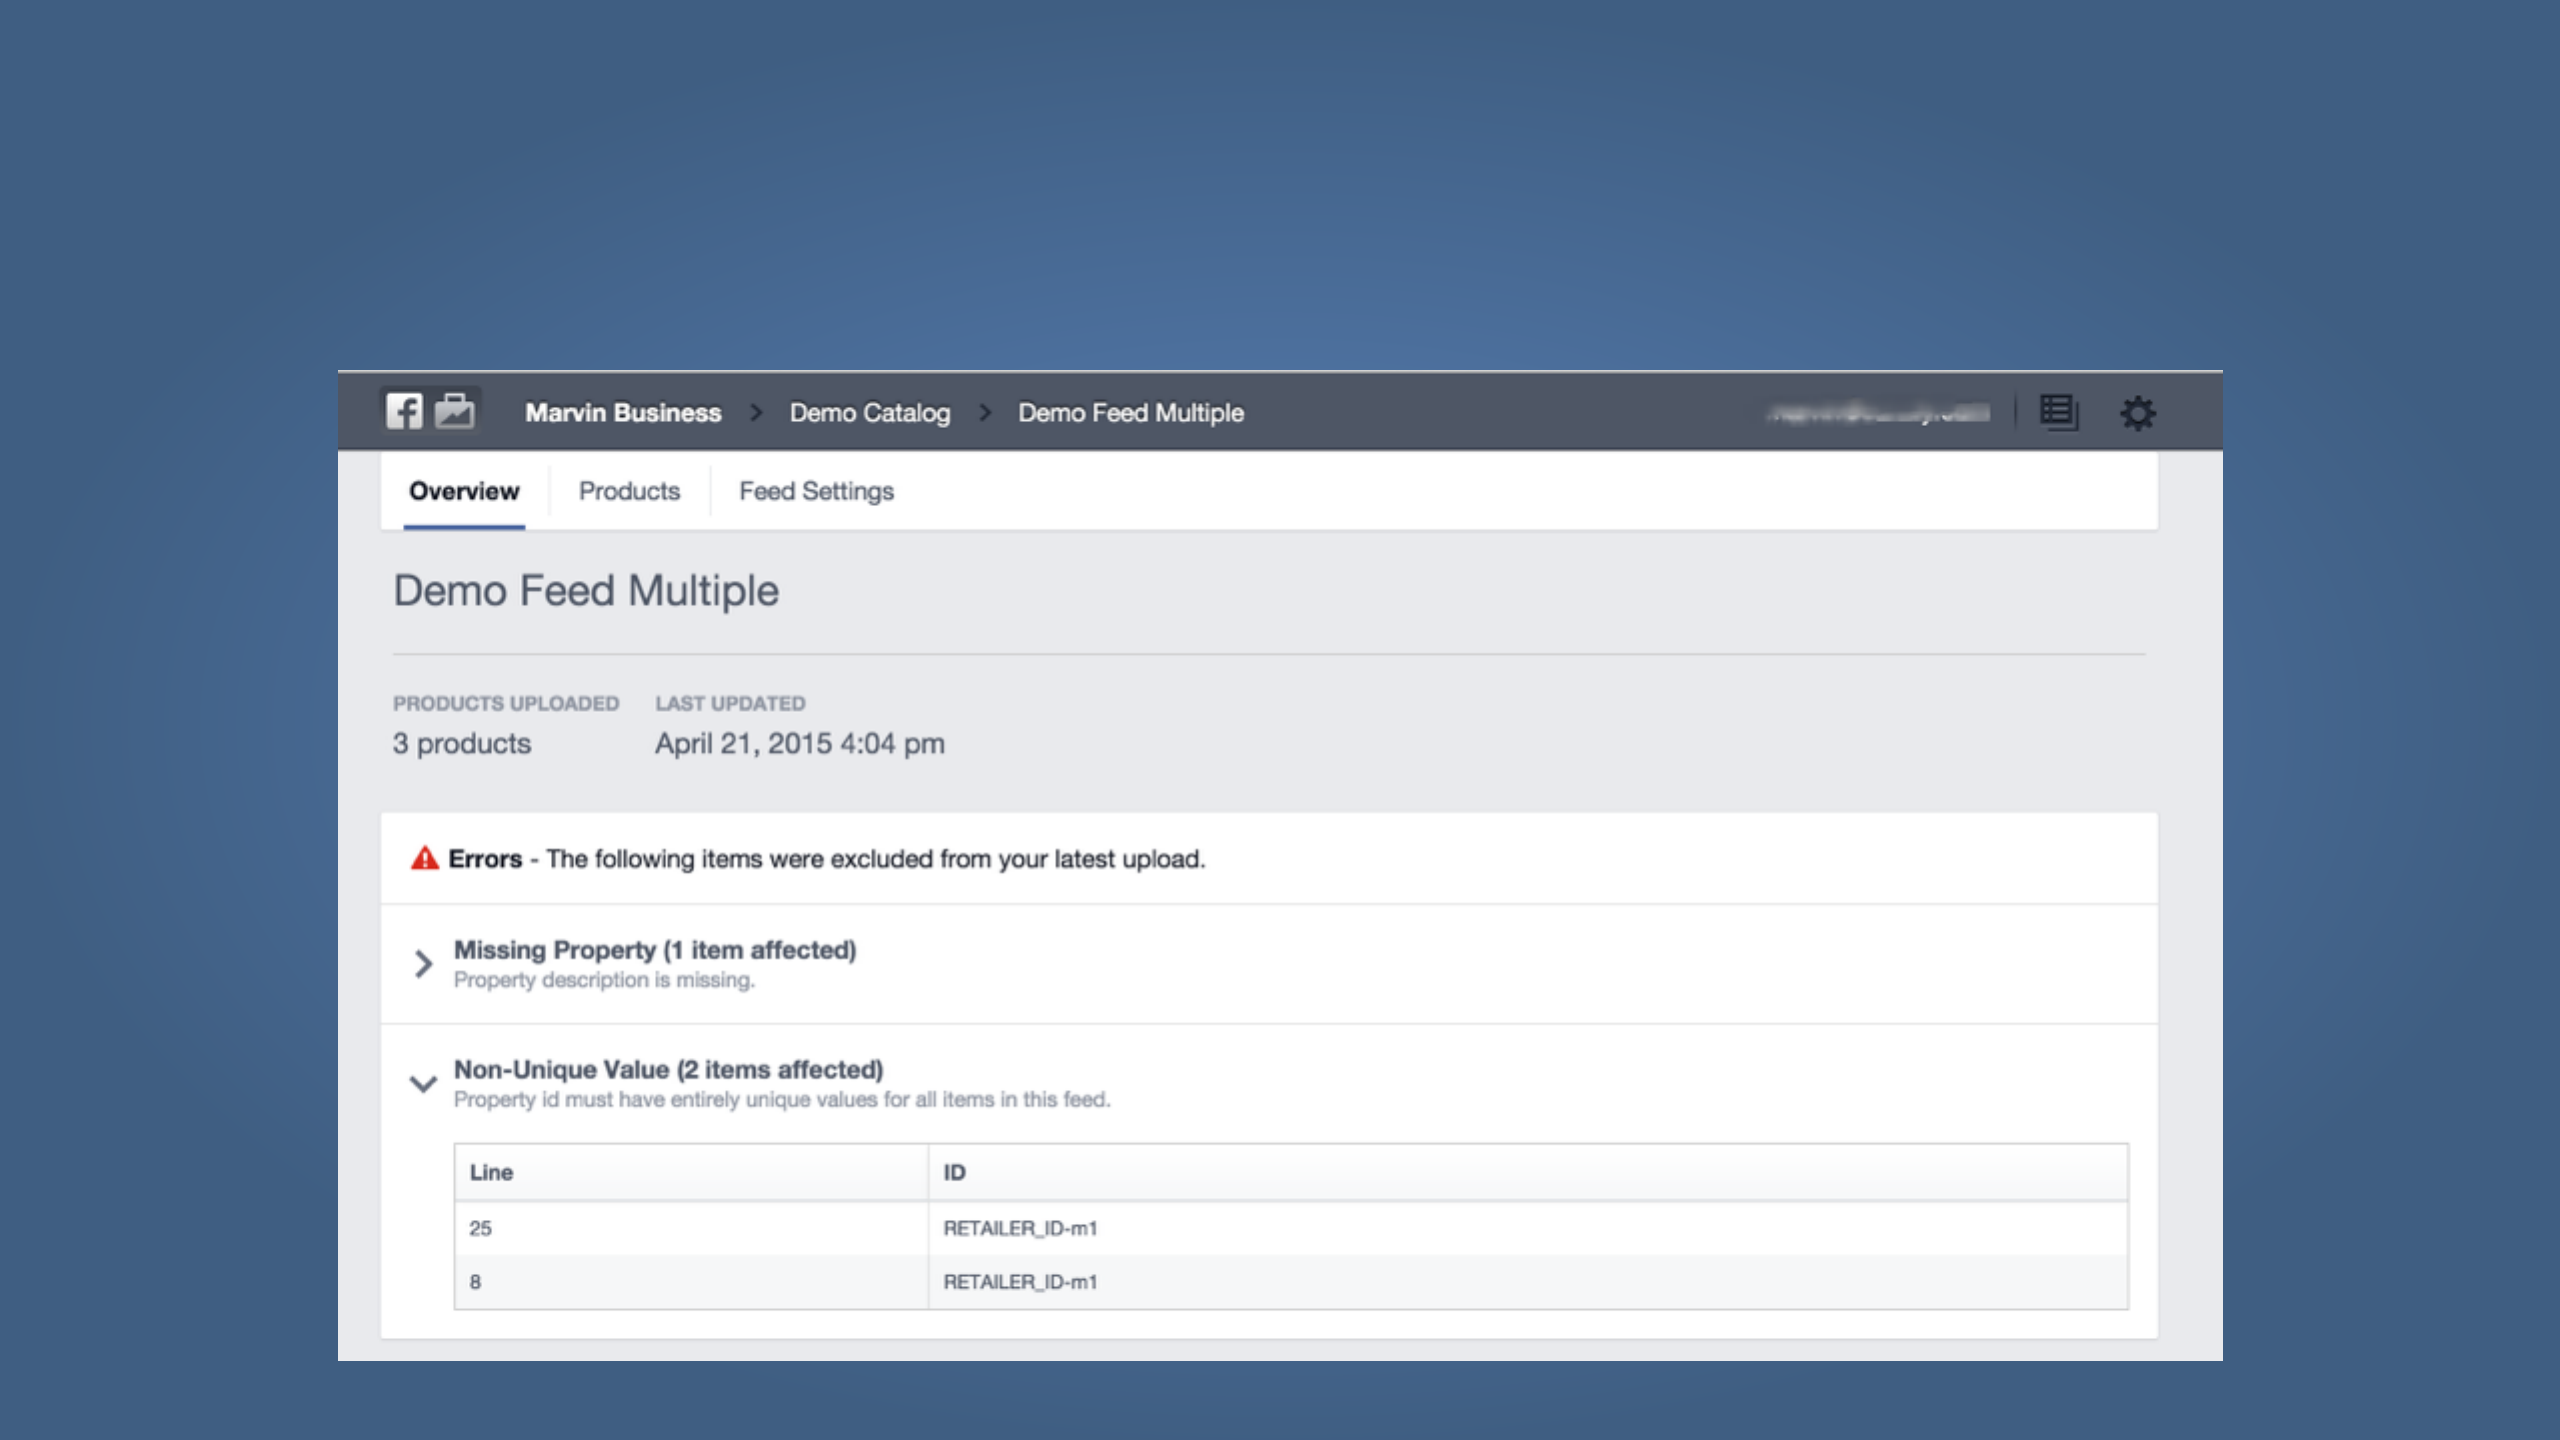 Marvin Business > Demo Catalog > Demo Feed Multiple
Overview Products Feed Settings
Demo Feed Multiple
PRODUCTS UPLOADED LAST UPDATED
3 products April 21, 2015 4:04 pm
Errors - The following items were excluded from your latest upload.
Missing Property (1 item affected)
Property description is missing.
Non-Unique Value (2 items affected)
Property id must have entirely unique values for all items in this feed.
Line ID
25 RETAILER_ID-m1
8 RETAILER_ID-m1